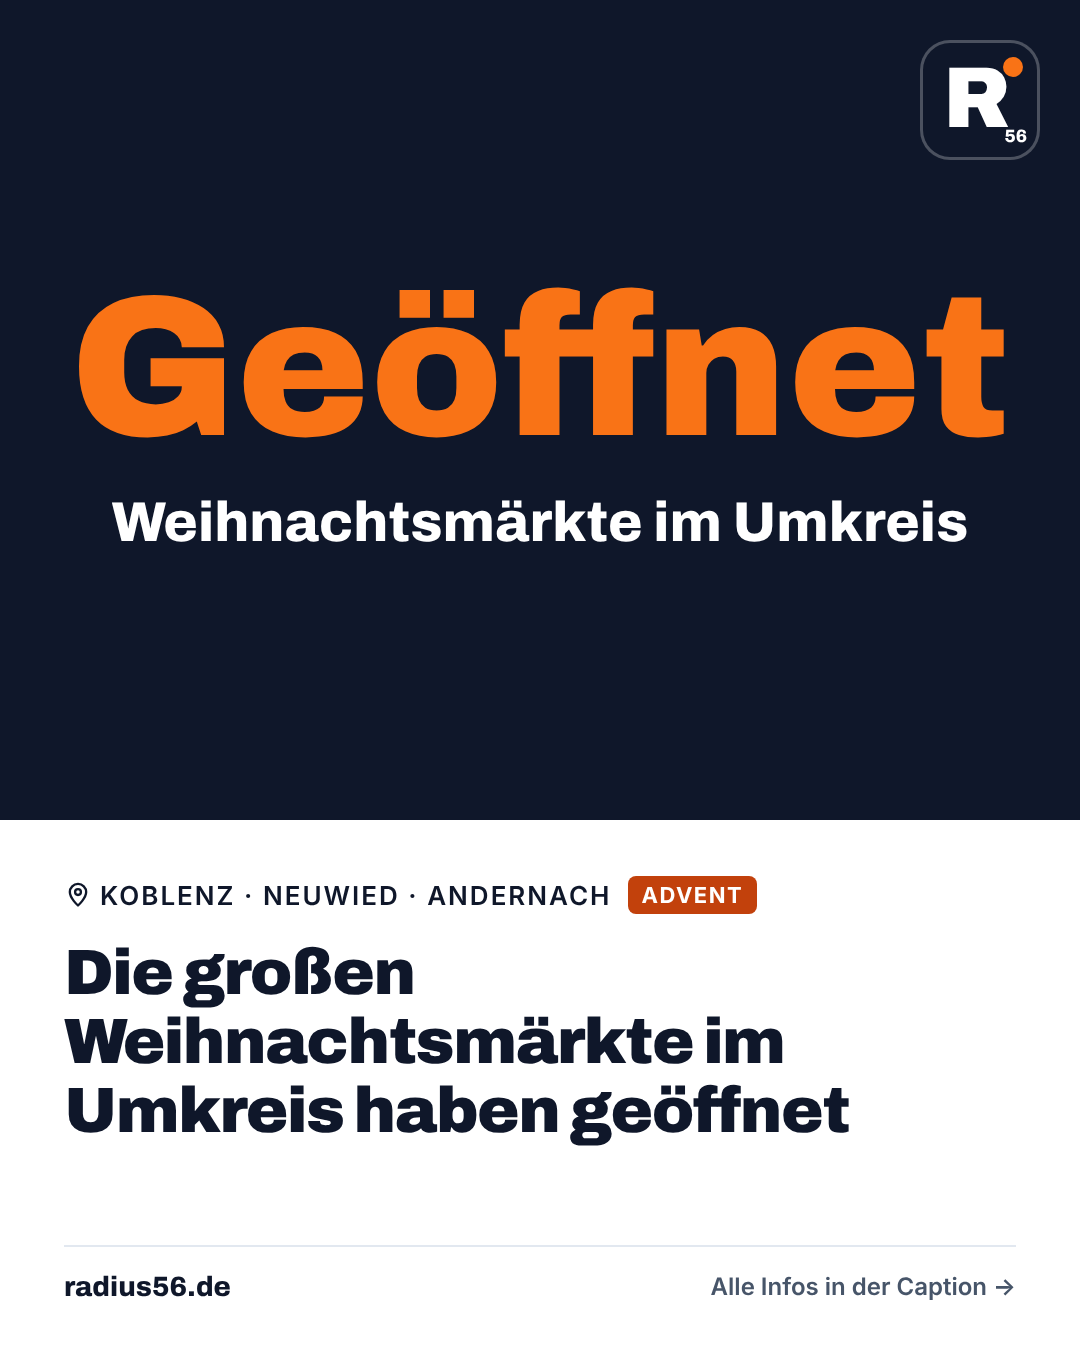 R
56
Geöffnet
Weihnachtsmärkte im Umkreis
KOBLENZ · NEUWIED · ANDERNACH ADVENT
Die großen
Weihnachtsmärkte im
Umkreis haben geöffnet
radius56.de
Alle Infos in der Caption →